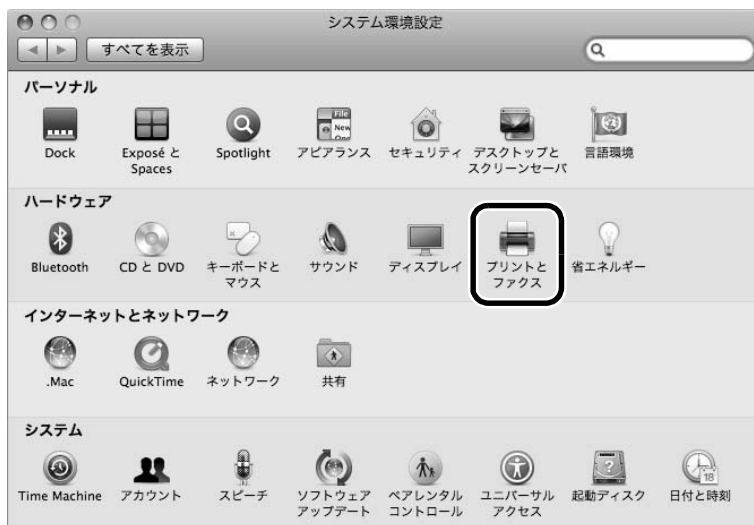 システム環境設定
すべてを表示
パーソナル
Dock
Exposé と
Spaces
Spotlight
File
New
アピアランス
セキュリティ
デスクトップと
スクリーンセーバ
言語環境
ハードウェア
Bluetooth
CD と DVD
キーボードと
マウス
サウンド
ディスプレイ
プリントと
ファクス
省エネルギー
インターネットとネットワーク
.Mac
QuickTime
ネットワーク
共有
システム
Time Machine
アカウント
スピーチ
ソフトウェア
アップデート
ペアレンタル
コントロール
ユニバーサル
アクセス
?
起動ディスク
18
日付と時刻